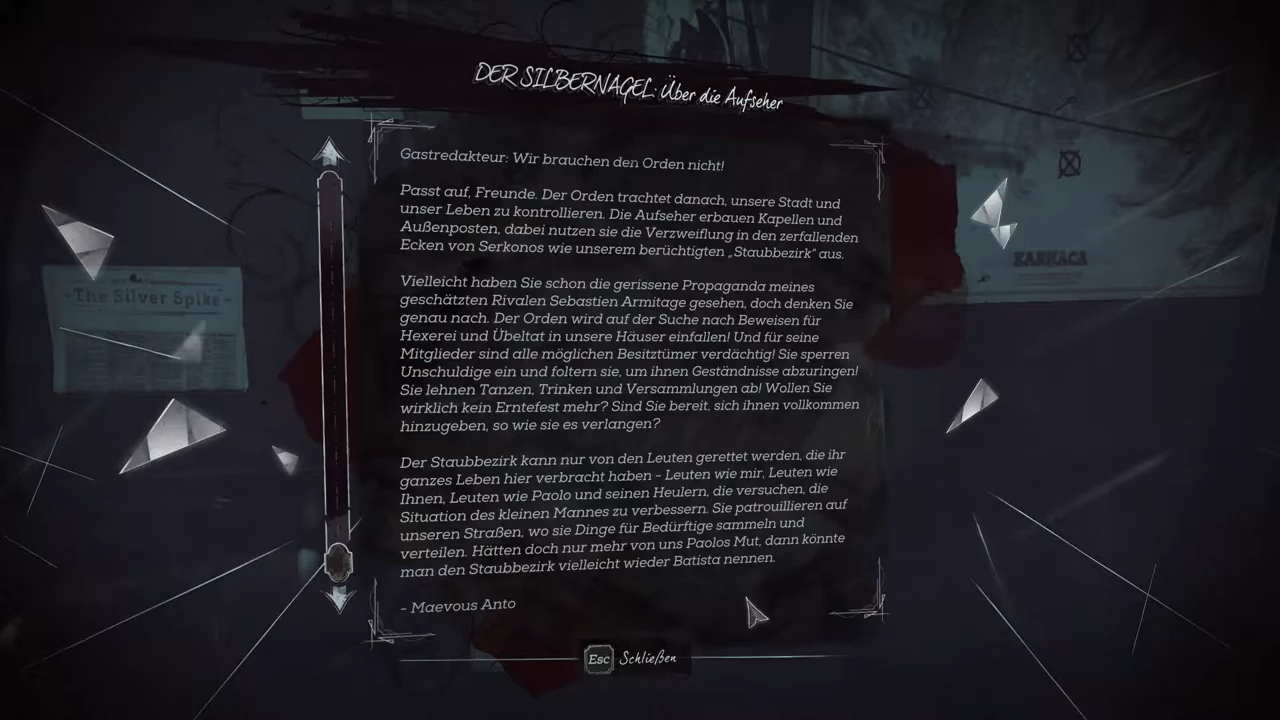 DER SILBERNAGEL: Über die Aufseher
Gastredakteur: Wir brauchen den Orden nicht!
Passt auf, Freunde. Der Orden trachtet danach, unsere Stadt und
unser Leben zu kontrollieren. Die Aufseher erbauen Kapellen und
Außenposten, dabei nutzen sie die Verzweiflung in den zerfallenden
Ecken von Serkonos wie unserem berüchtigten „Staubbezirk“ aus.
Vielleicht haben Sie schon die gerissene Propaganda meines
geschätzten Rivalen Sebastien Armitage gesehen, doch denken Sie
genau nach. Der Orden wird auf der Suche nach Beweisen für
Hexerei und Übeltat in unsere Häuser einfallen! Und für seine
Mitglieder sind alle möglichen Besitztümer verdächtig! Sie sperren
Unschuldige ein und foltern sie, um ihnen Geständnisse abzuringen!
Sie lehnen Tanzen, Trinken und Versammlungen ab! Wollen Sie
wirklich kein Erntefest mehr? Sind Sie bereit, sich ihnen vollkommen
hinzugeben, so wie sie es verlangen?
Der Staubbezirk kann nur von den Leuten gerettet werden, die ihr
ganzes Leben hier verbracht haben – Leuten wie mir, Leuten wie
Ihnen, Leuten wie Paolo und seinen Heulern, die versuchen, die
Situation des kleinen Mannes zu verbessern. Sie patrouillieren auf
unseren Straßen, wo sie Dinge für Bedürftige sammeln und
verteilen. Hätten doch nur mehr von uns Paolos Mut, dann könnte
man den Staubbezirk vielleicht wieder Batista nennen.
– Maevous Anto
Esc Schließen
The Silver Spike
KARNACA